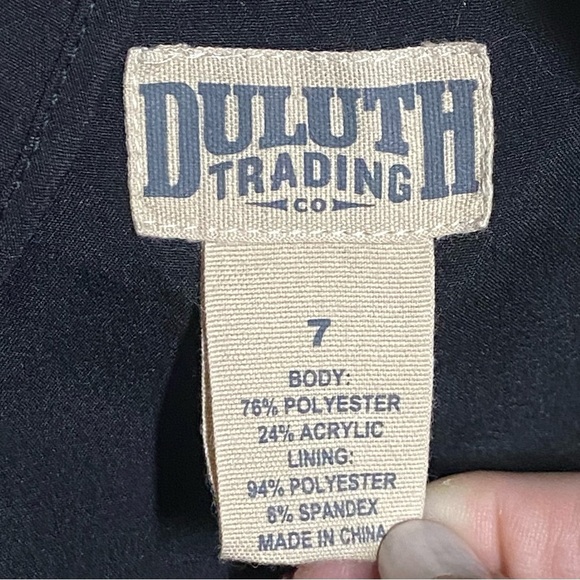 DULUTH
TRADING
CO
7
BODY:
76% POLYESTER
24% ACRYLIC
LINING:
94% POLYESTER
6% SPANDEX
MADE IN CHINA